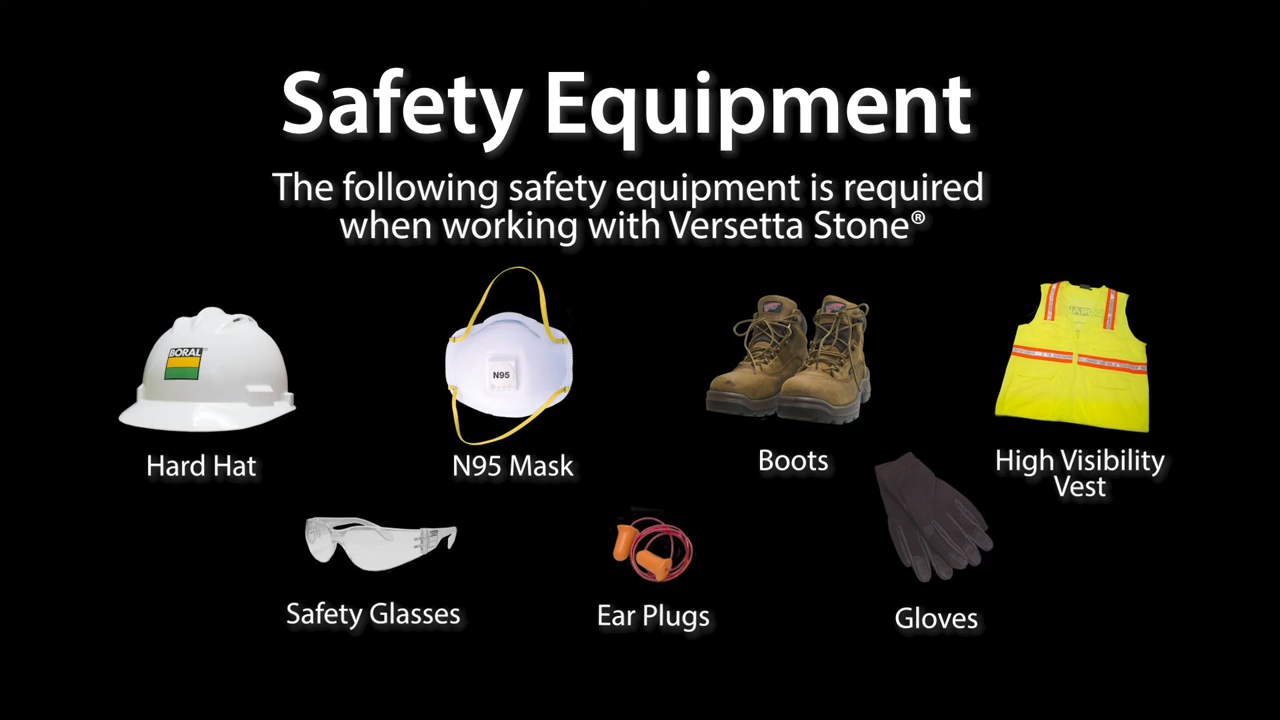 Safety Equipment
The following safety equipment is required
when working with Versetta Stone®
BORAL
N95
Hard Hat
N95 Mask
Boots
High Visibility
Vest
Safety Glasses
Ear Plugs
Gloves